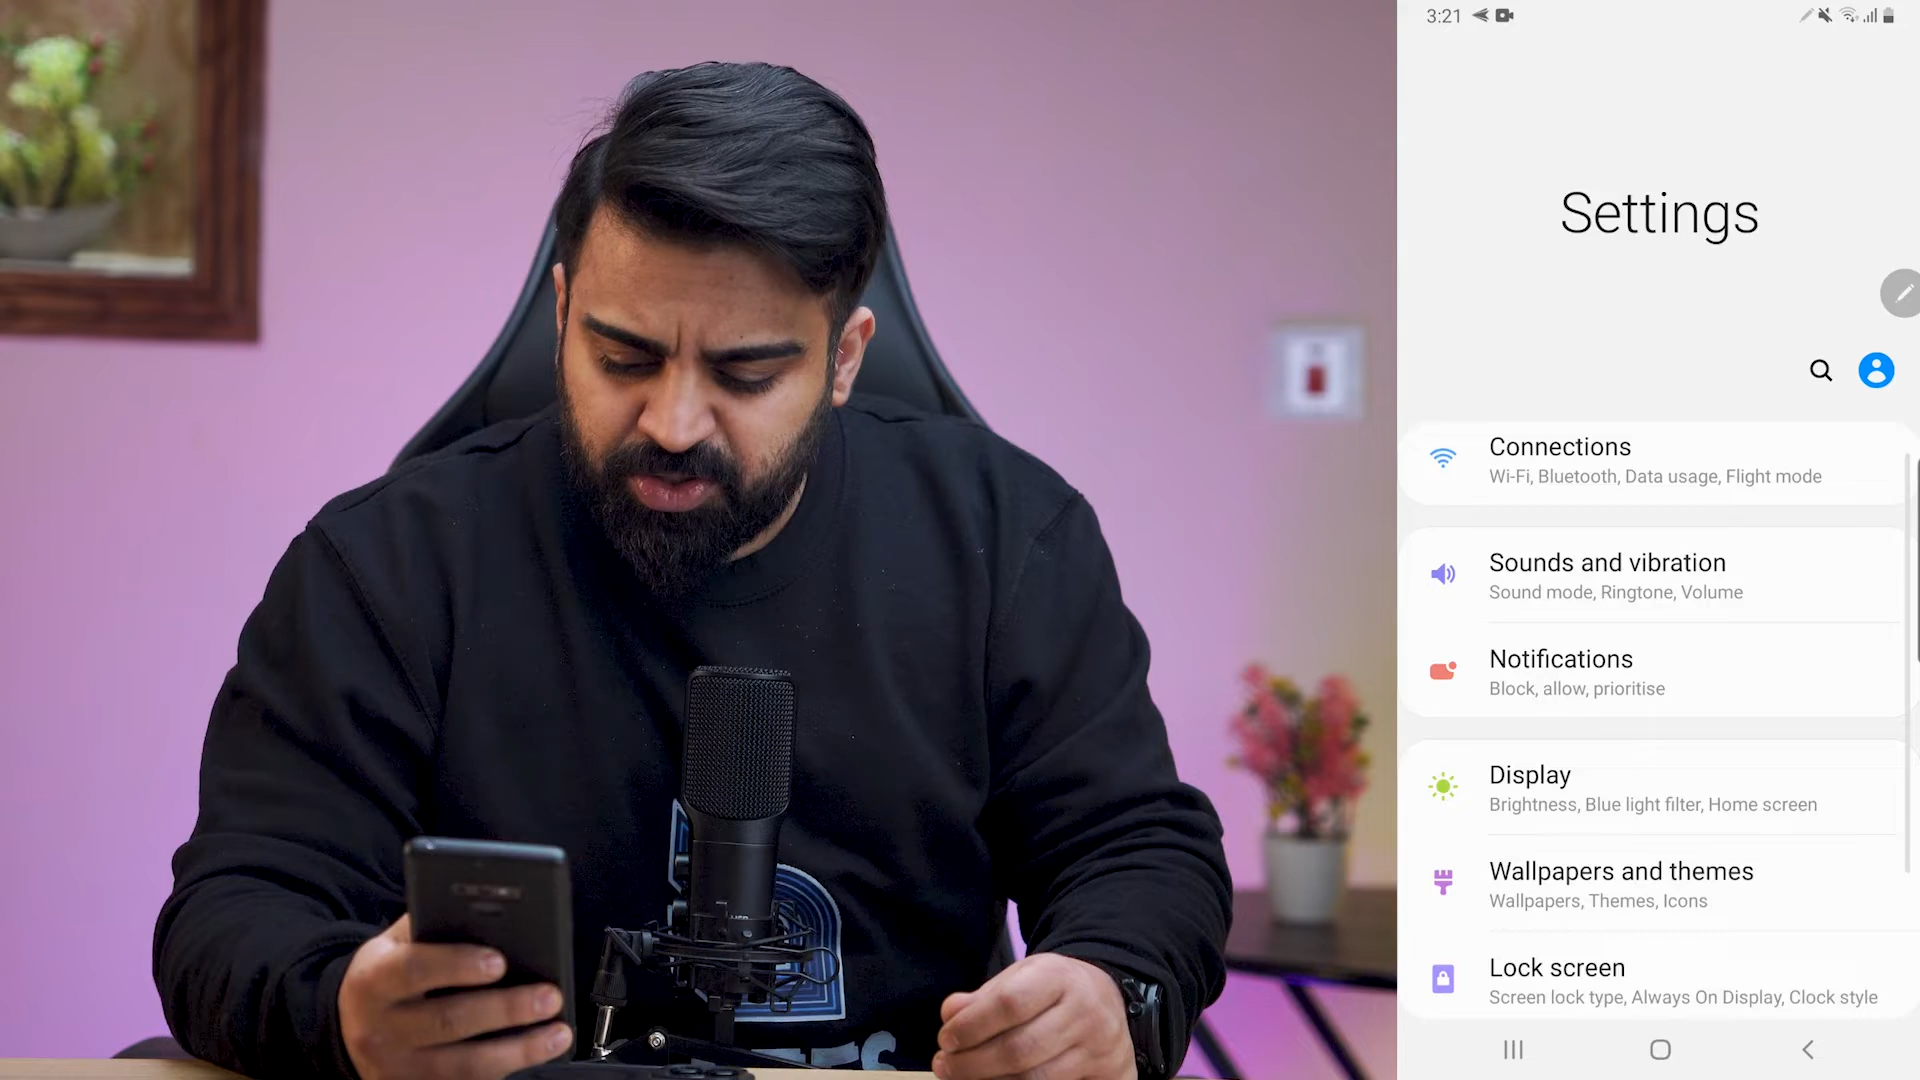 3:21
Settings
Connections
Wi-Fi, Bluetooth, Data usage, Flight mode
Sounds and vibration
Sound mode, Ringtone, Volume
Notifications
Block, allow, prioritise
Display
Brightness, Blue light filter, Home screen
Wallpapers and themes
Wallpapers, Themes, Icons
Lock screen
Screen lock type, Always On Display, Clock style